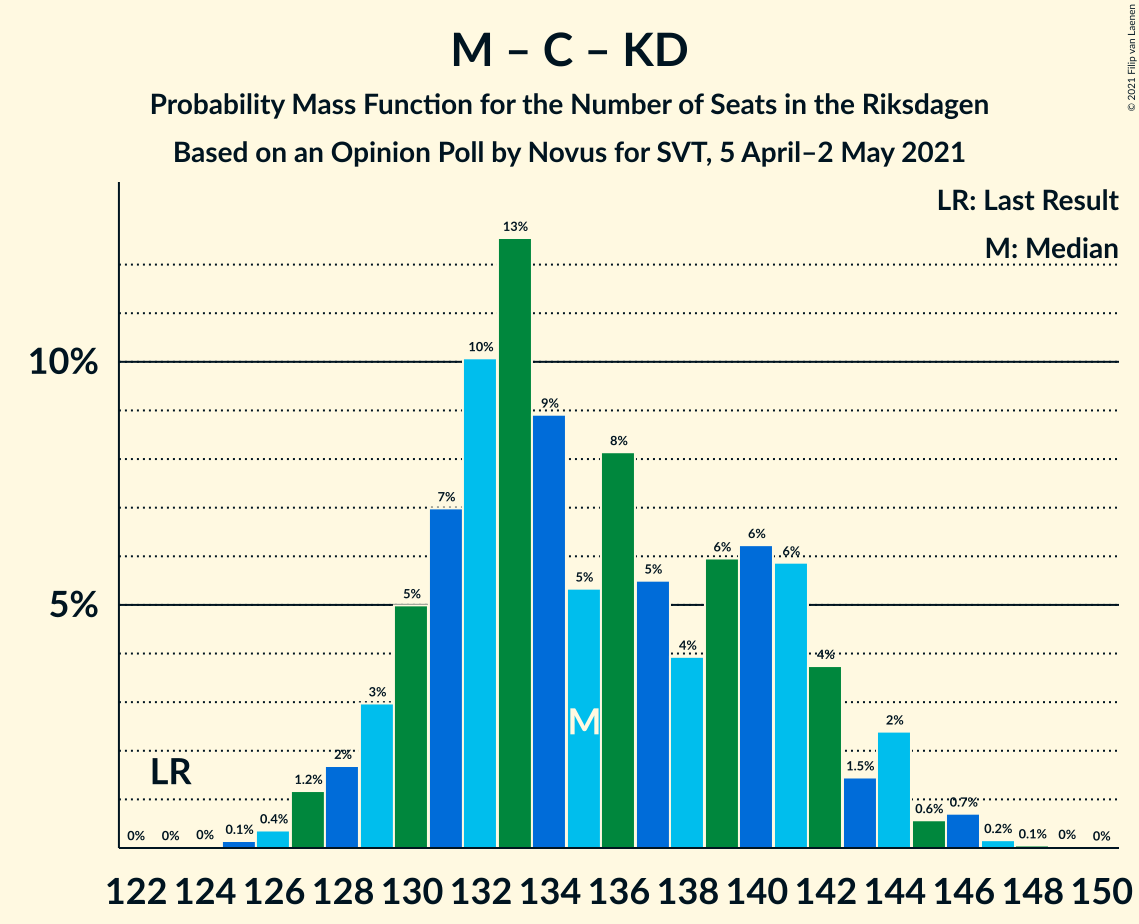 M – C – KD
Probability Mass Function for the Number of Seats in the Riksdagen
Based on an Opinion Poll by Novus for SVT, 5 April–2 May 2021
© 2021 Filip van Laenen
LR: Last Result
M: Median
10%
5%
0% 0% 0% 0.1% 0.4% 1.2% 2% 3% 5% 7% 10% 13% 9% 5% 8% 5% 4% 6% 6% 6% 4% 1.5% 2% 0.6% 0.7% 0.2% 0.1% 0% 0%
LR
M
122 124 126 128 130 132 134 136 138 140 142 144 146 148 150